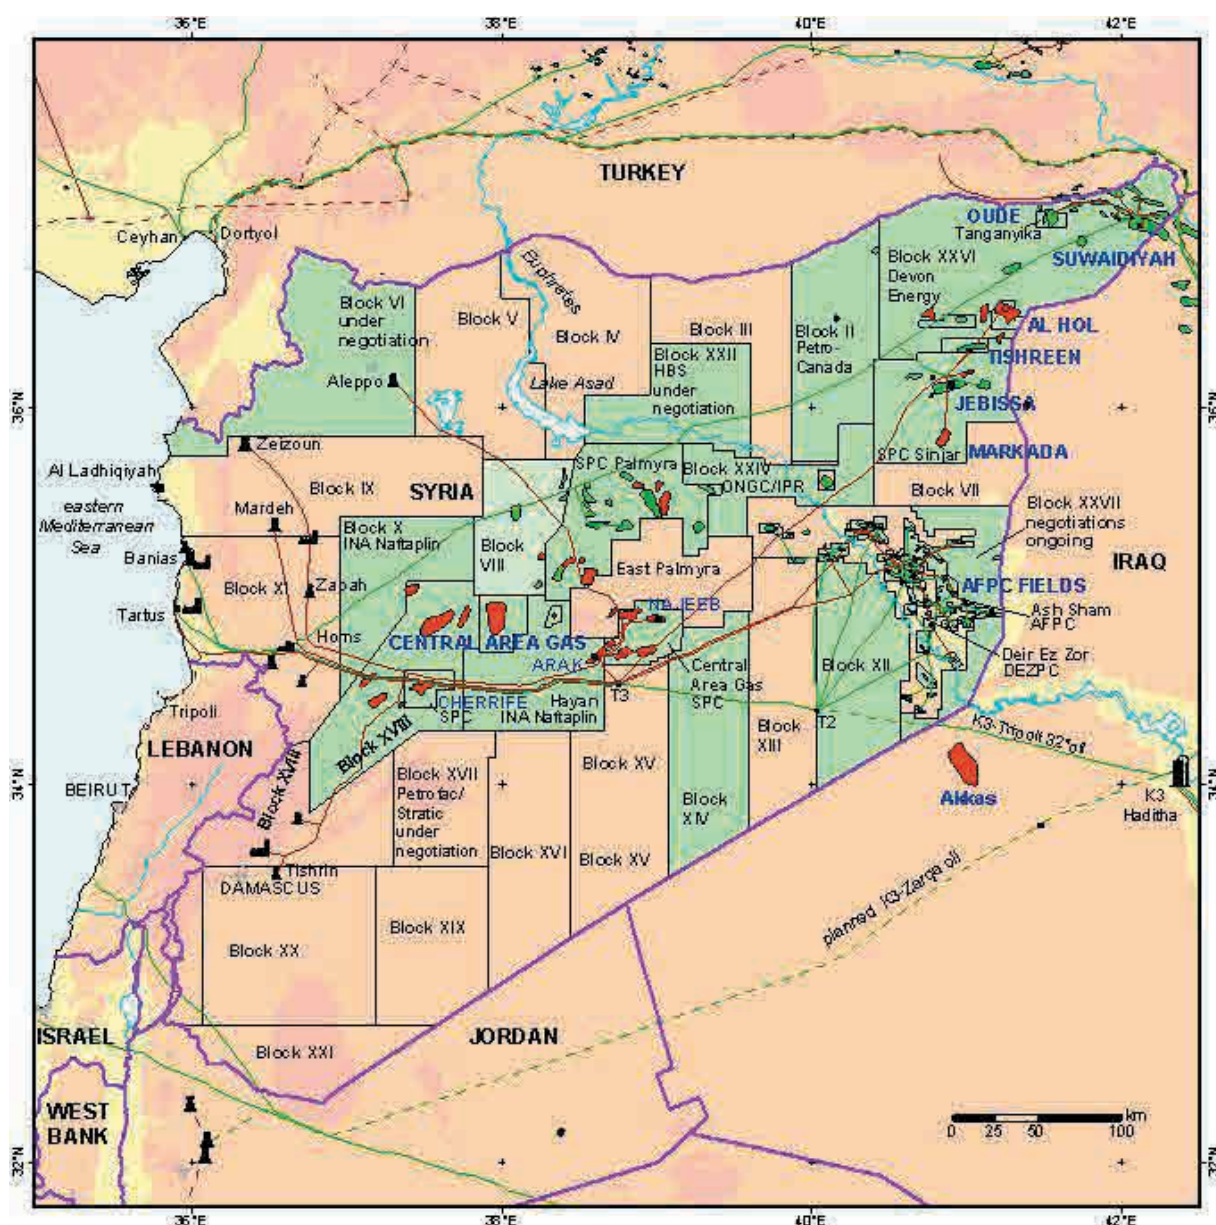 36°E
38°E
40°E
42°E
TURKEY
Ceyhan
Dortyol
Euphrates
OUDE
Tanganyika
SUWAIDIYAH
Block XXVI
Devon
Energy
Block VI
under
negotiation
Block V
Block IV
Block III
Block II
Petro-
Canada
AL HOL
TISHREEN
Block XXII
HBS
under
negotiation
Aleppo
Lake Asad
36°N
36°N
JEBISSA
Zeizoun
SPC Sinjar
MARKADA
Al Ladhiqiyah
SPC Palmyra
Block XXIV
ONGC/IPR
Block IX
SYRIA
Block VII
eastern
Mediterranean
Sea
Mardeh
Block X
INA Naftaplin
Block
VIII
Block XXVII
negotiations
ongoing
Banias
East Palmyra
IRAQ
Block XI
Zabah
AFPC FIELDS
Tartus
NAJEEB
Ash Sham
AFPC
Homs
CENTRAL AREA GAS
ARAK
Deir Ez Zor
DEZPC
Central
Area Gas
SPC
Block XII
T3
CHERRIFE
SPC
Hayan
INA Naftaplin
Tripoli
T2
K3-Tripoli 32"oil
LEBANON
Block XVIII
Block XVIII
Block
XIII
Block XV
Block XVII
Petrofac/
Stratic
under
negotiation
34°N
34°N
BEIRUT
Block
XIV
Akkas
K3
Haditha
Block XVI
Block XV
Tishrin
DAMASCUS
planned K3-Zarqa oil
Block XX
Block XIX
ISRAEL
Block XXI
JORDAN
WEST
BANK
km
0
25
50
100
32°N
32°N
36°E
38°E
40°E
42°E